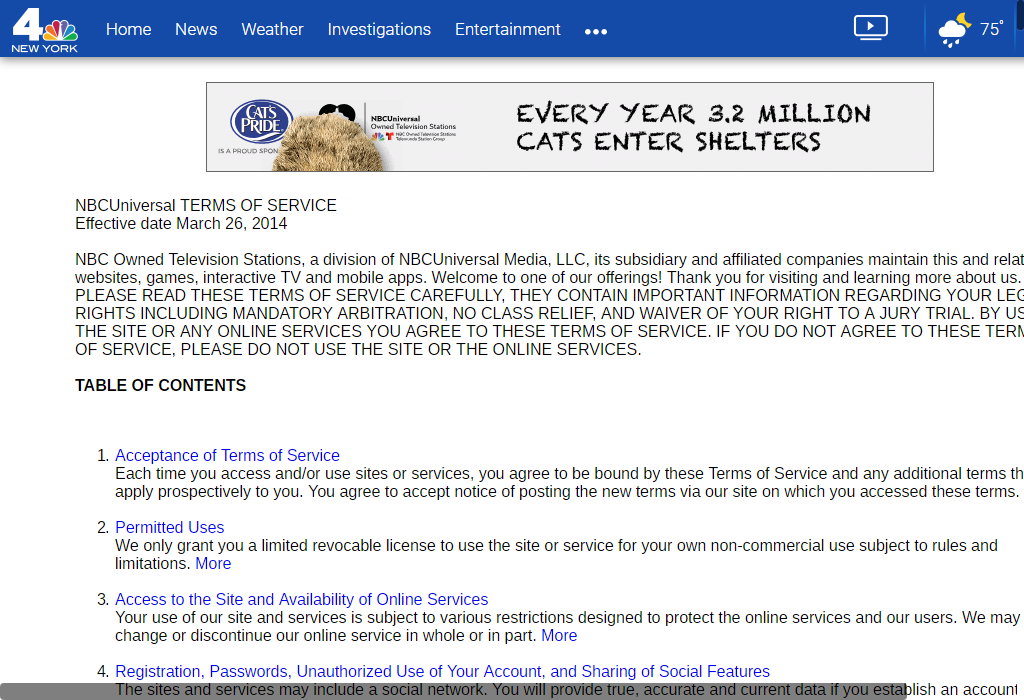 4
NEW YORK
Home News Weather Investigations Entertainment
75°
CAT'S
PRIDE
IS A PROUD SPON
NBCUniversal
Owned Television Stations
NBC Owned Television Stations
Telemundo Station Group
EVERY YEAR 3.2 MILLION
CATS ENTER SHELTERS
NBCUniversal TERMS OF SERVICE
Effective date March 26, 2014
NBC Owned Television Stations, a division of NBCUniversal Media, LLC, its subsidiary and affiliated companies maintain this and relat
websites, games, interactive TV and mobile apps. Welcome to one of our offerings! Thank you for visiting and learning more about us.
PLEASE READ THESE TERMS OF SERVICE CAREFULLY, THEY CONTAIN IMPORTANT INFORMATION REGARDING YOUR LEG
RIGHTS INCLUDING MANDATORY ARBITRATION, NO CLASS RELIEF, AND WAIVER OF YOUR RIGHT TO A JURY TRIAL. BY US
THE SITE OR ANY ONLINE SERVICES YOU AGREE TO THESE TERMS OF SERVICE. IF YOU DO NOT AGREE TO THESE TERM
OF SERVICE, PLEASE DO NOT USE THE SITE OR THE ONLINE SERVICES.
TABLE OF CONTENTS
1. Acceptance of Terms of Service
Each time you access and/or use sites or services, you agree to be bound by these Terms of Service and any additional terms th
apply prospectively to you. You agree to accept notice of posting the new terms via our site on which you accessed these terms.
2. Permitted Uses
We only grant you a limited revocable license to use the site or service for your own non-commercial use subject to rules and
limitations. More
3. Access to the Site and Availability of Online Services
Your use of our site and services is subject to various restrictions designed to protect the online services and our users. We may
change or discontinue our online service in whole or in part. More
4. Registration, Passwords, Unauthorized Use of Your Account, and Sharing of Social Features
The sites and services may include a social network. You will provide true, accurate and current data if you establish an account